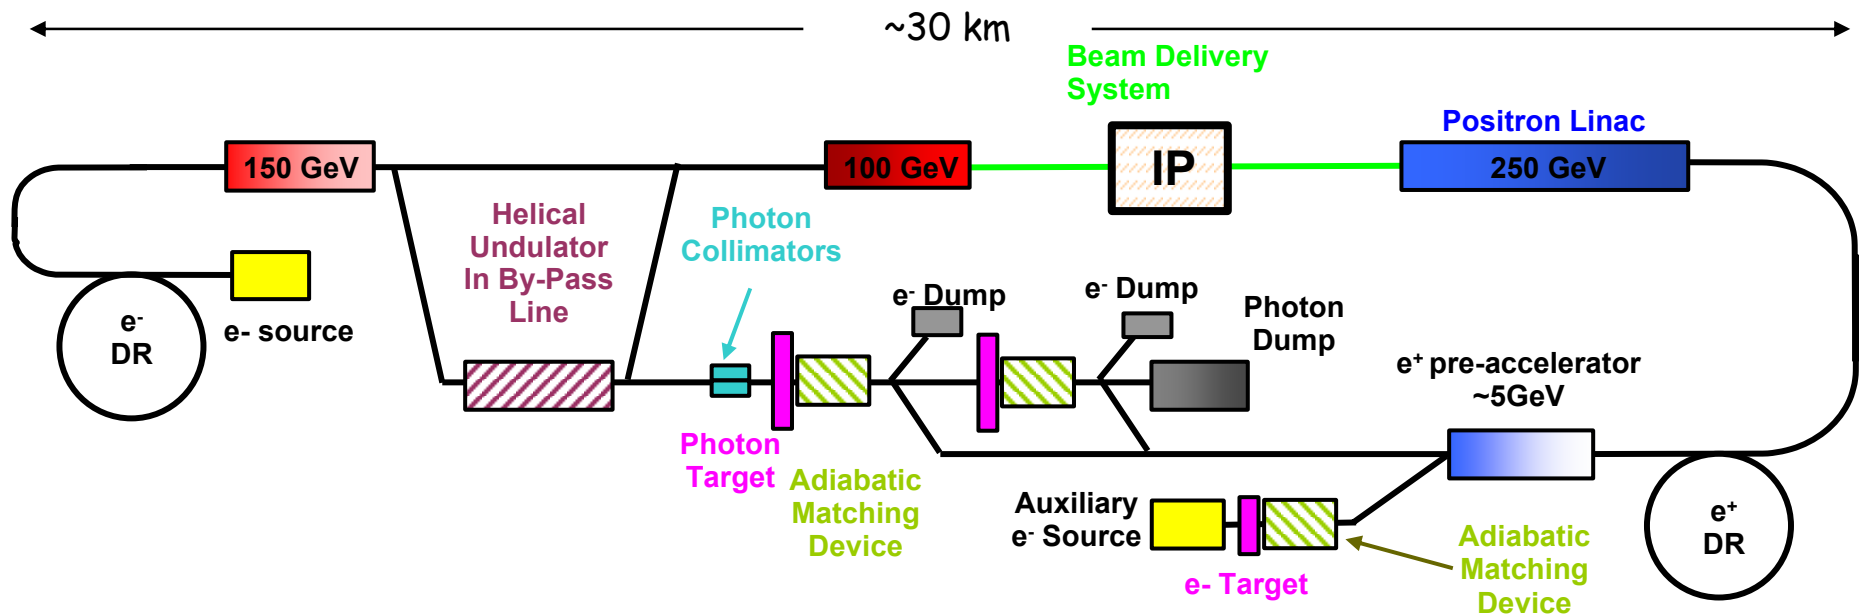 ~30 km
Beam Delivery
System
Positron Linac
150 GeV
100 GeV
IP
250 GeV
Helical
Undulator
In By-Pass
Line
Photon
Collimators
e- Dump
e- Dump
Photon
Dump
e-
DR
e- source
e+ pre-accelerator
~5GeV
Photon
Target
Adiabatic
Matching
Device
Auxiliary
e- Source
e- Target
Adiabatic
Matching
Device
e+
DR